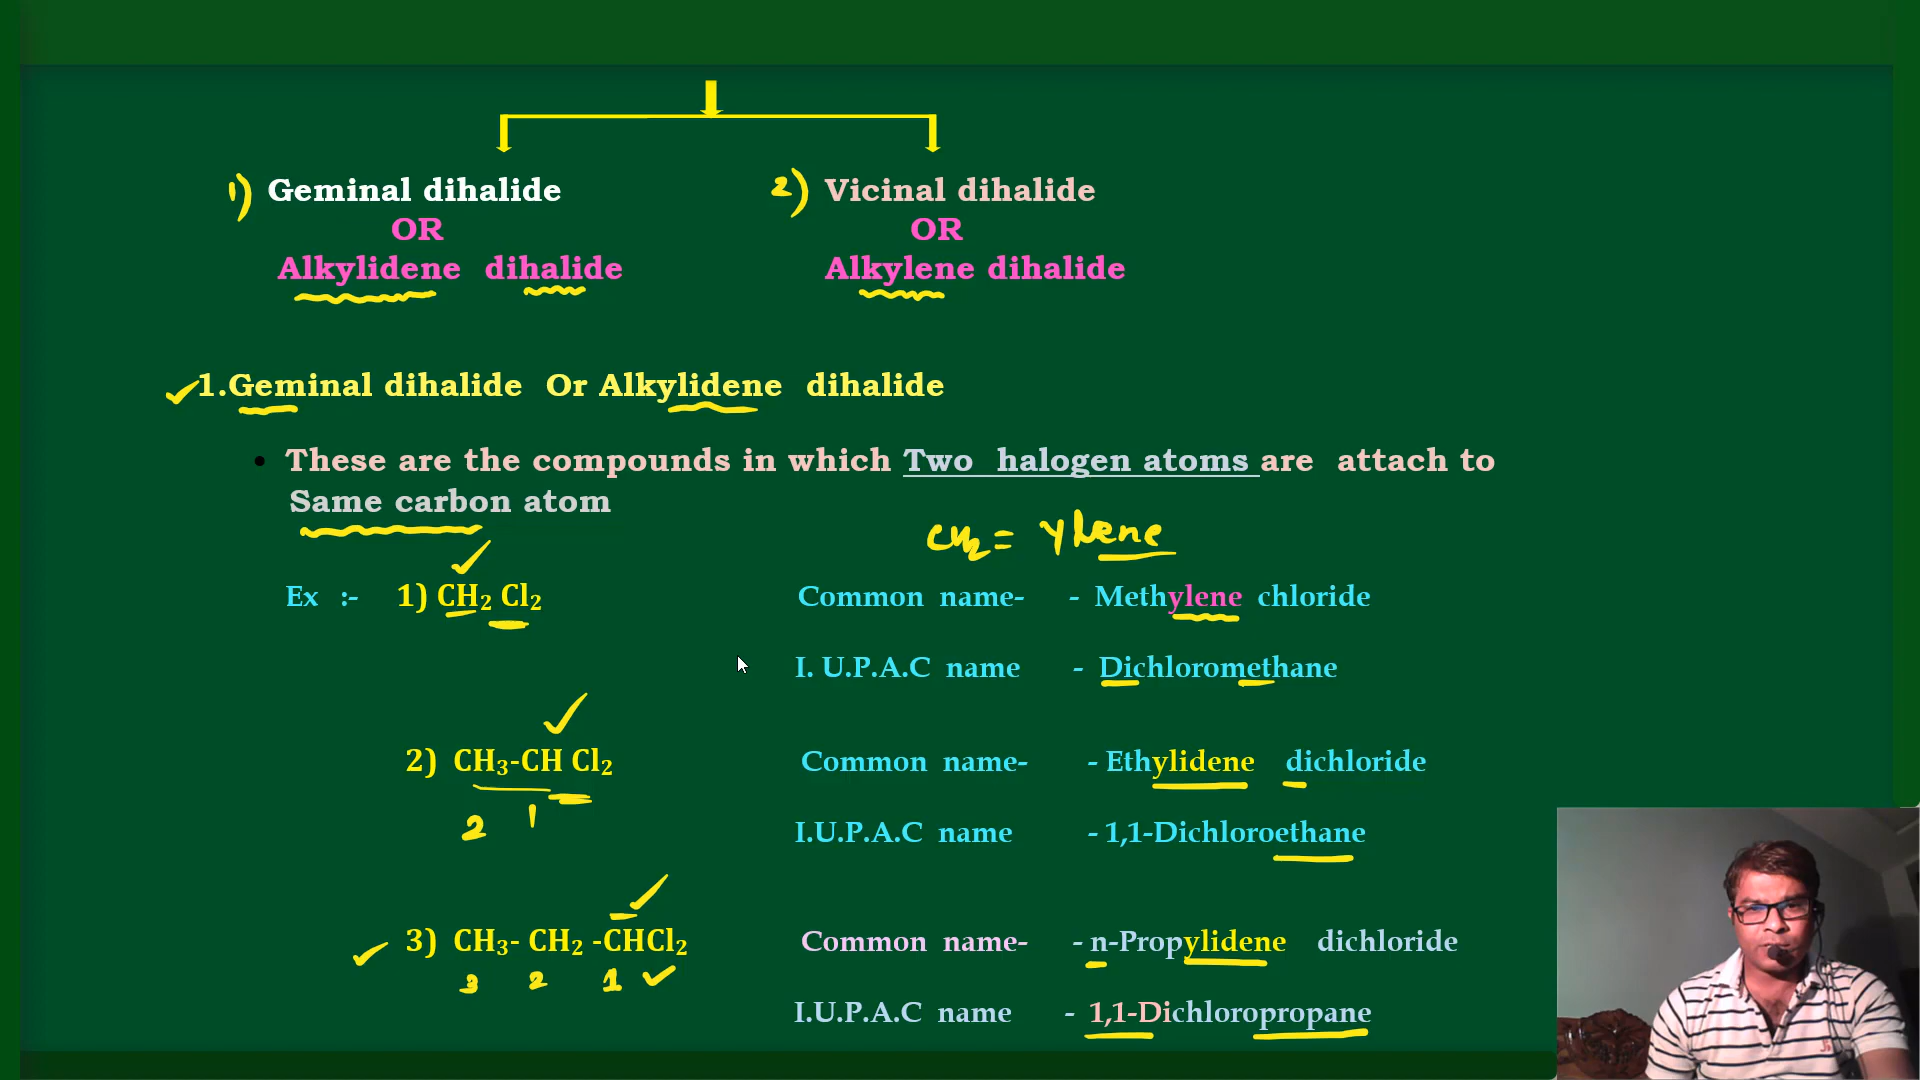 1) Geminal dihalide 2) Vicinal dihalide
OR OR
Alkylidene dihalide Alkylene dihalide
1.Geminal dihalide Or Alkylidene dihalide
• These are the compounds in which Two halogen atoms are attach to
Same carbon atom
CH₂ = ylene
Ex :- 1) CH₂ Cl₂ Common name- - Methylene chloride
I. U.P.A.C name - Dichloromethane
2) CH₃-CH Cl₂ Common name- - Ethylidene dichloride
2 1
I.U.P.A.C name - 1,1-Dichloroethane
3) CH₃- CH₂ -CHCl₂ Common name- - n-Propylidene dichloride
3 2 1
I.U.P.A.C name - 1,1-Dichloropropane